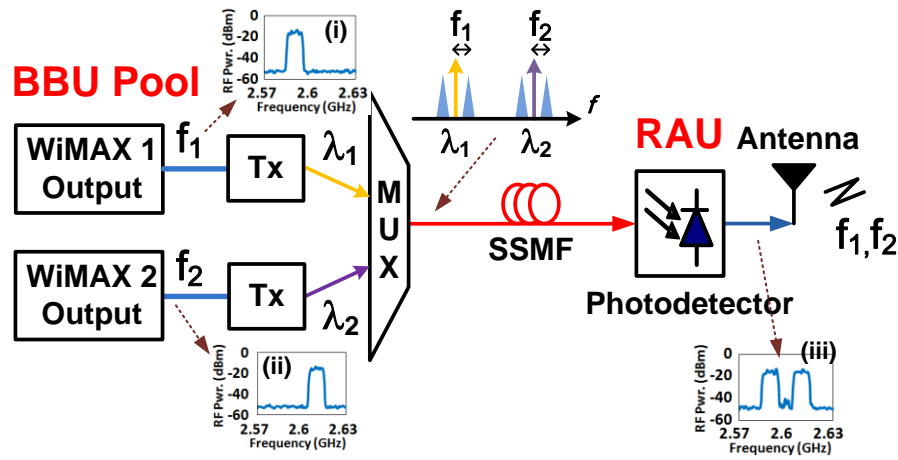 BBU Pool
WiMAX 1
Output
f1
Tx
λ1
(i)
RF Pwr. (dBm)
0
-20
-40
-60
2.57
2.6
2.63
Frequency (GHz)
WiMAX 2
Output
f2
Tx
λ2
(ii)
RF Pwr. (dBm)
0
-20
-40
-60
2.57
2.6
2.63
Frequency (GHz)
MUX
f1
f2
f
λ1
λ2
SSMF
RAU
Photodetector
Antenna
f1,f2
(iii)
RF Pwr. (dBm)
0
-20
-40
-60
2.57
2.6
2.63
Frequency (GHz)